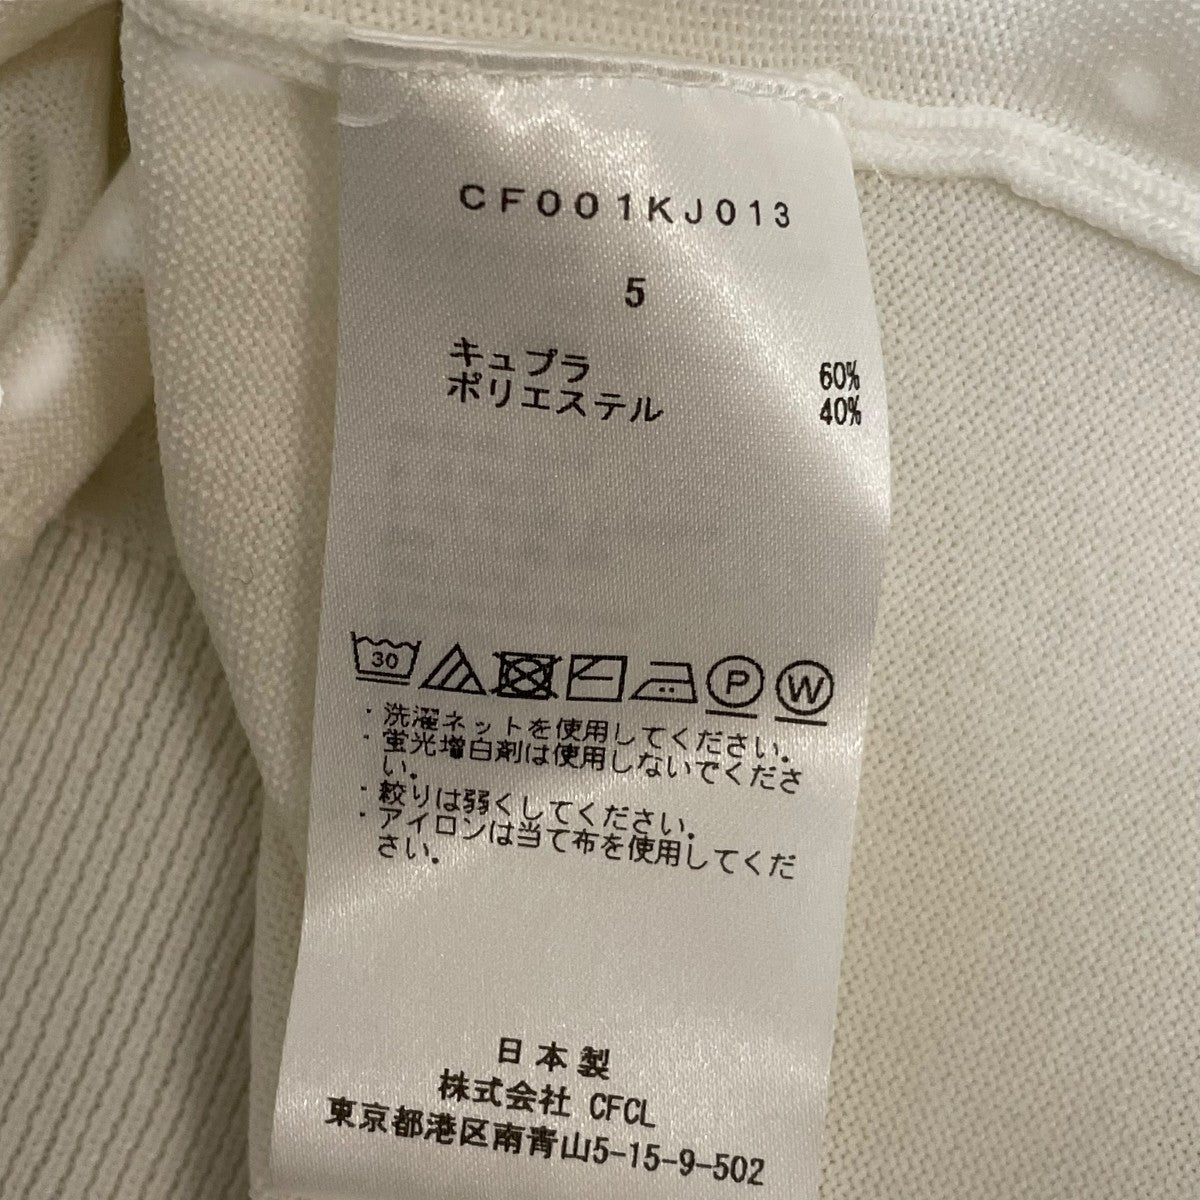 CF001KJ013
5
キュプラ 60%
ポリエステル 40%
30 P W
・洗濯ネットを使用してください。
・蛍光増白剤は使用しないでくださ
い。
・絞りは弱くしてください。
・アイロンは当て布を使用してくだ
さい。
日本製
株式会社 CFCL
東京都港区南青山5-15-9-502